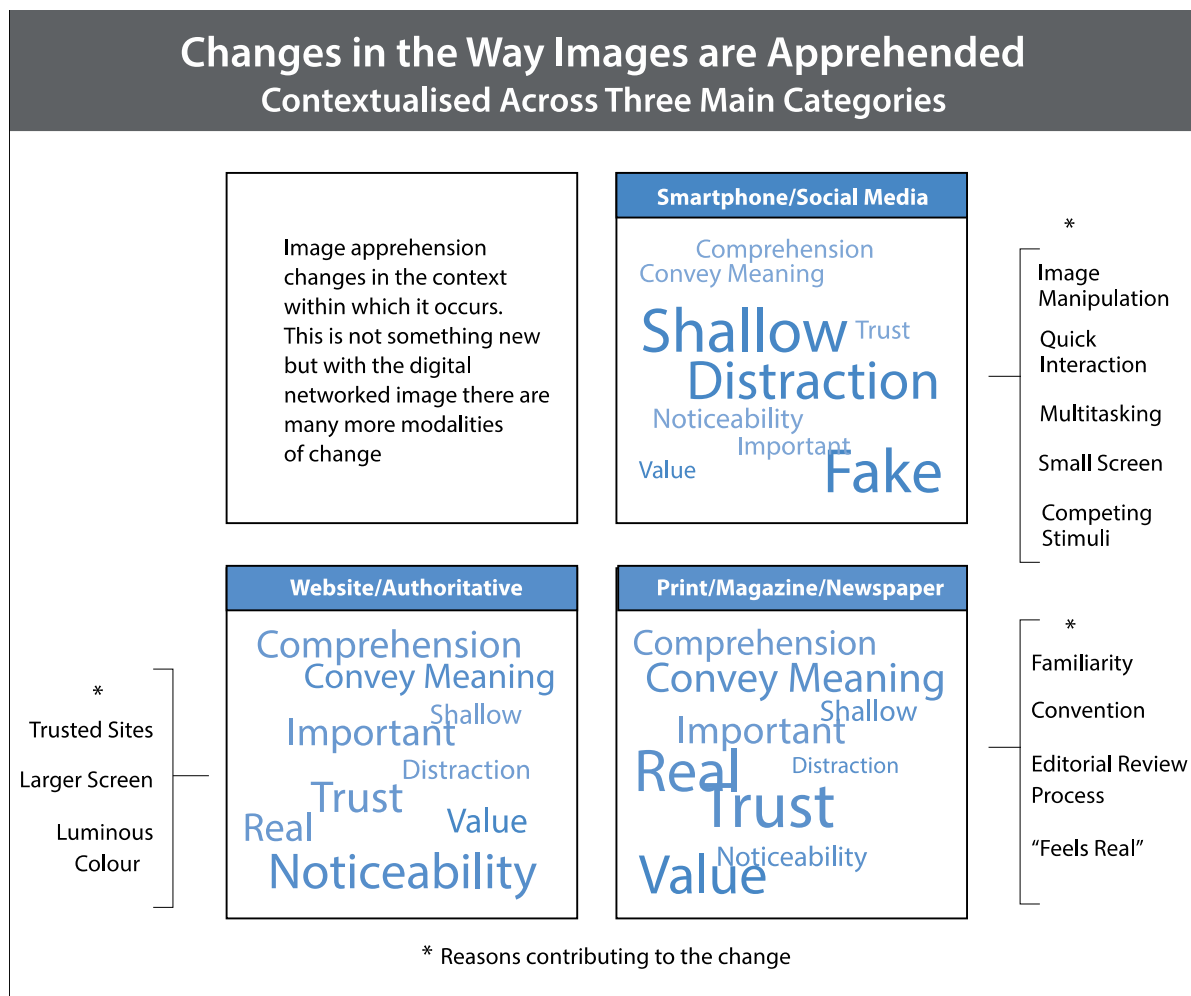 Changes in the Way Images are Apprehended
Contextualised Across Three Main Categories
Image apprehension
changes in the context
within which it occurs.
This is not something new
but with the digital
networked image there are
many more modalities
of change
Smartphone/Social Media
Comprehension
Convey Meaning
Shallow
Trust
Distraction
Noticeability
Important
Value
Fake
*
Image
Manipulation
Quick
Interaction
Multitasking
Small Screen
Competing
Stimuli
*
Trusted Sites
Larger Screen
Luminous
Colour
Website/Authoritative
Comprehension
Convey Meaning
Shallow
Important
Distraction
Trust
Real
Value
Noticeability
Print/Magazine/Newspaper
Comprehension
Convey Meaning
Shallow
Important
Real
Distraction
Trust
Noticeability
Value
*
Familiarity
Convention
Editorial Review
Process
“Feels Real”
* Reasons contributing to the change